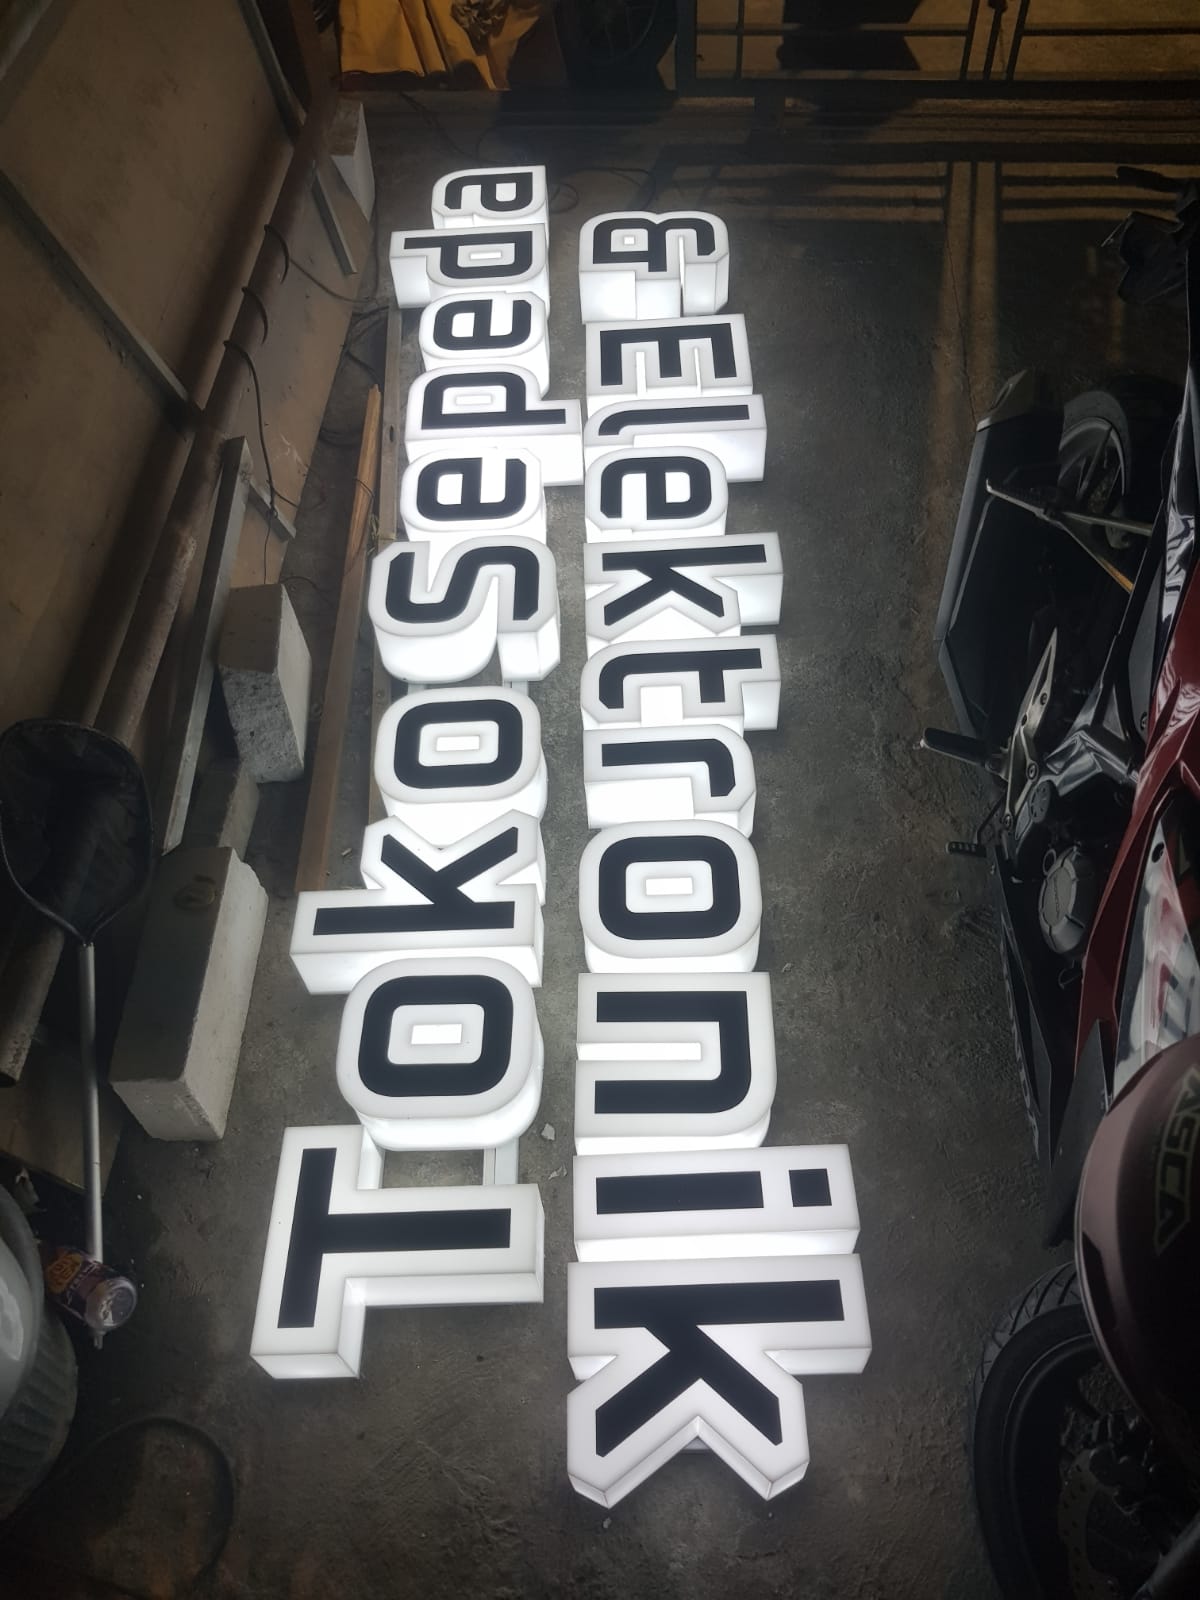 Toko Sepeda
& Elektronik